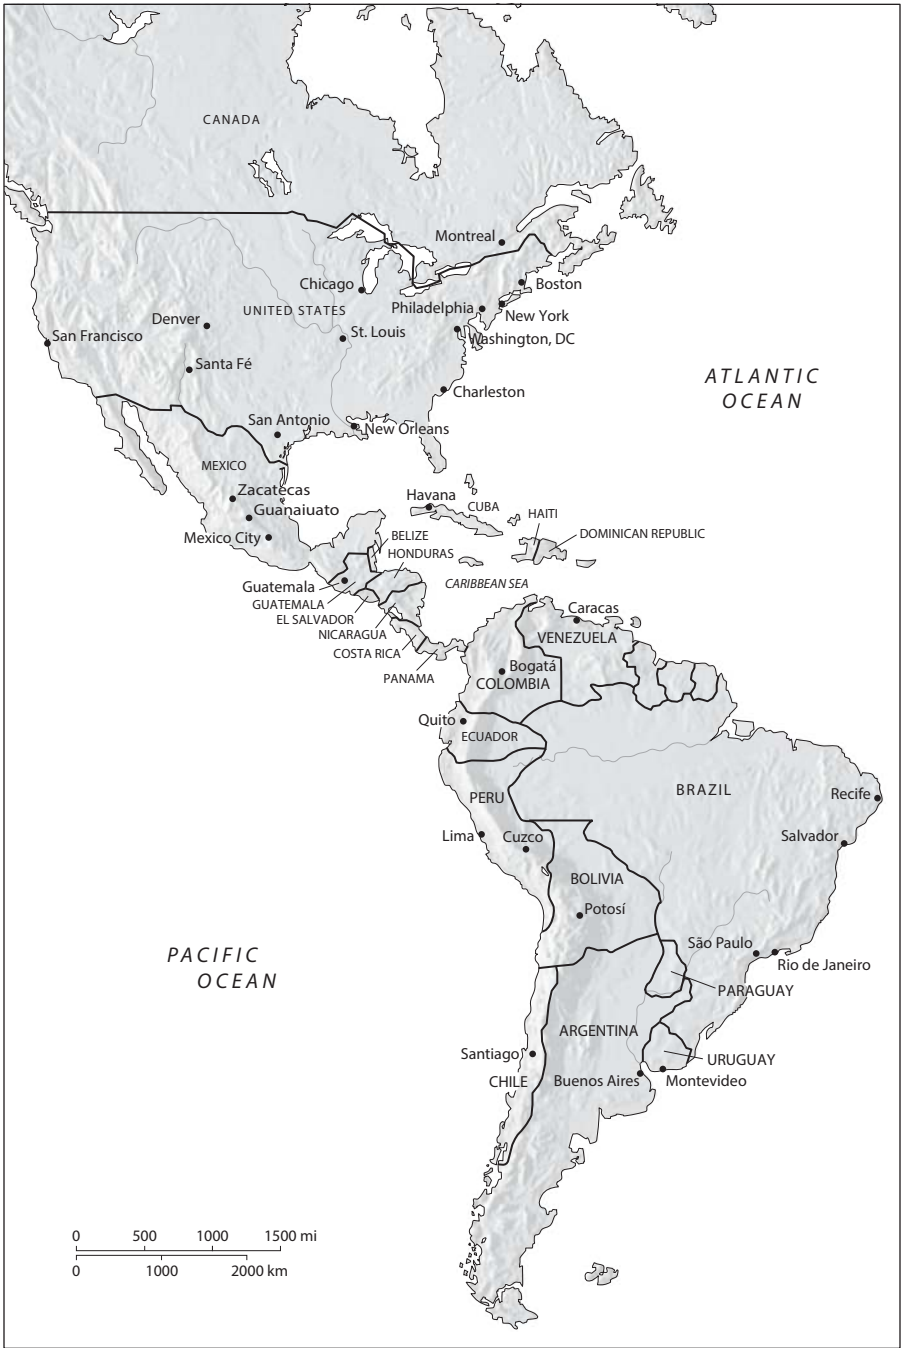 CANADA
Montreal
Boston
Chicago
UNITED STATES
Philadelphia
New York
Denver
St. Louis
Washington, DC
San Francisco
Santa Fé
Charleston
ATLANTIC
OCEAN
San Antonio
New Orleans
MEXICO
Zacatecas
Guanaiuato
Mexico City
Havana
CUBA
HAITI
DOMINICAN REPUBLIC
BELIZE
HONDURAS
CARIBBEAN SEA
Guatemala
GUATEMALA
EL SALVADOR
NICARAGUA
COSTA RICA
PANAMA
Caracas
VENEZUELA
Bogatá
COLOMBIA
Quito
ECUADOR
PERU
BRAZIL
Recife
Lima
Cuzco
Salvador
BOLIVIA
Potosí
São Paulo
Rio de Janeiro
PACIFIC
OCEAN
PARAGUAY
ARGENTINA
Santiago
URUGUAY
CHILE
Buenos Aires
Montevideo
0 500 1000 1500 mi
0 1000 2000 km